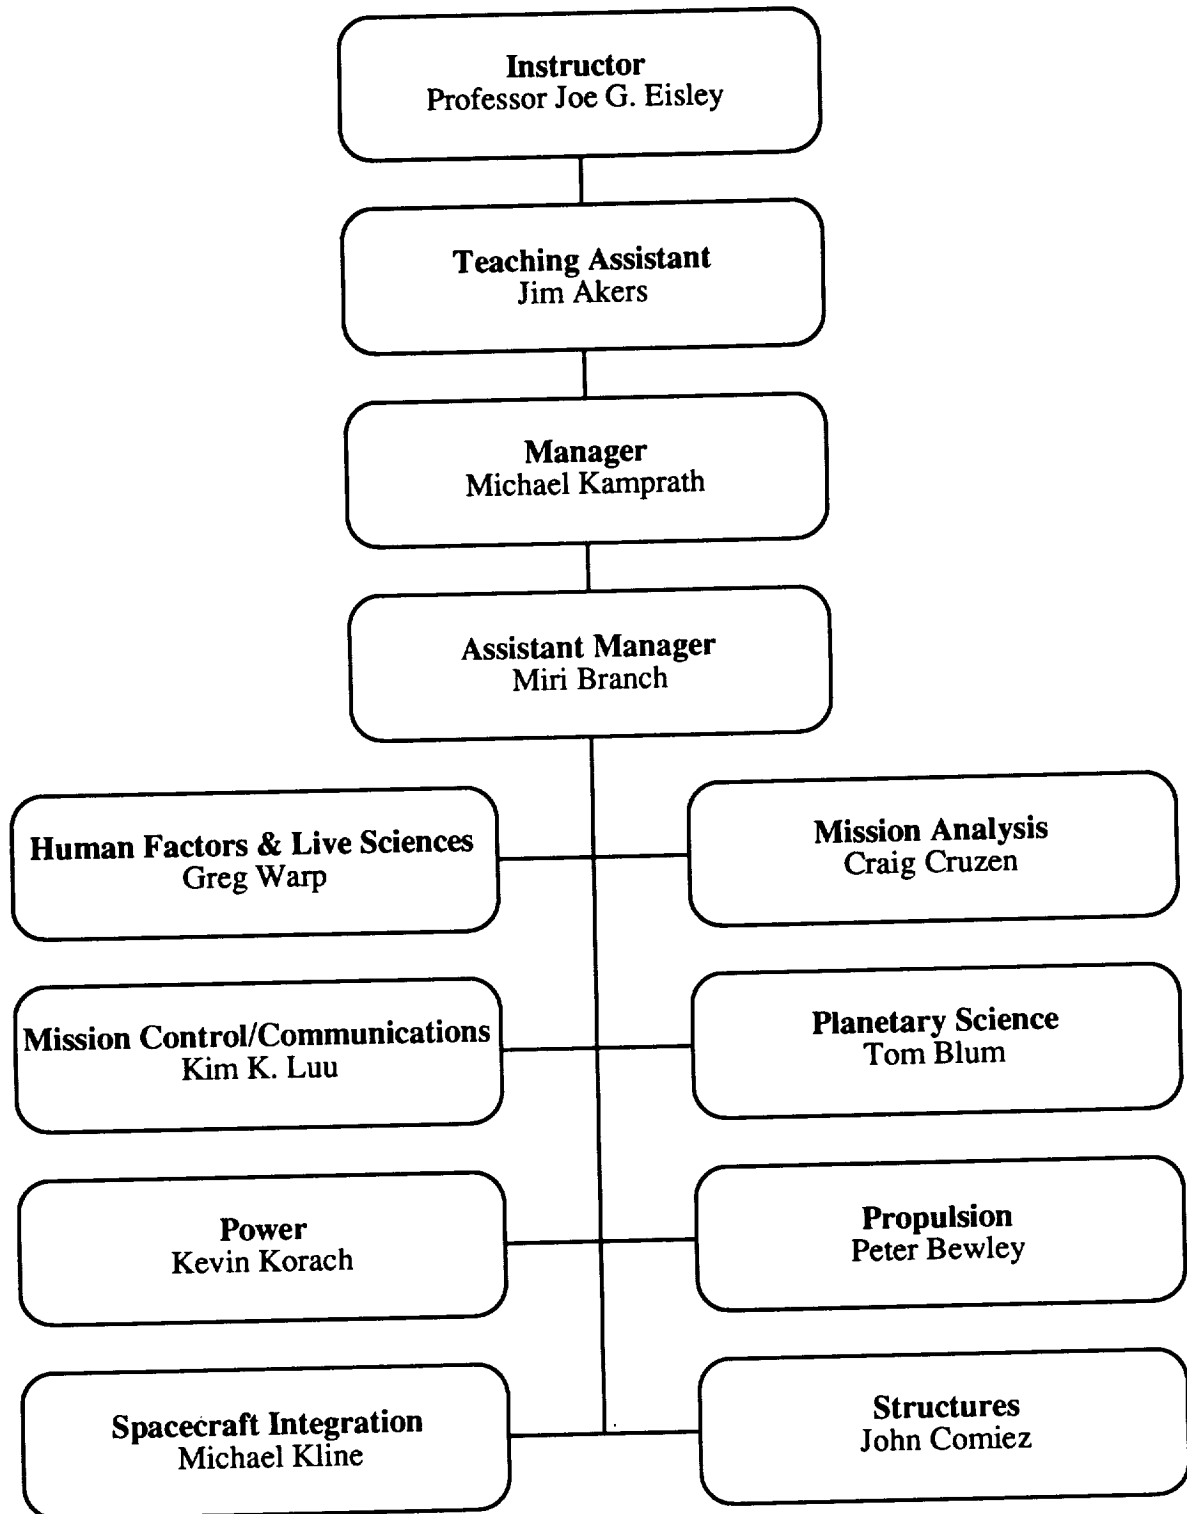 Instructor
Professor Joe G. Eisley
Teaching Assistant
Jim Akers
Manager
Michael Kamprath
Assistant Manager
Miri Branch
Human Factors & Live Sciences
Greg Warp
Mission Analysis
Craig Cruzen
Mission Control/Communications
Kim K. Luu
Planetary Science
Tom Blum
Power
Kevin Korach
Propulsion
Peter Bewley
Spacecraft Integration
Michael Kline
Structures
John Comiez